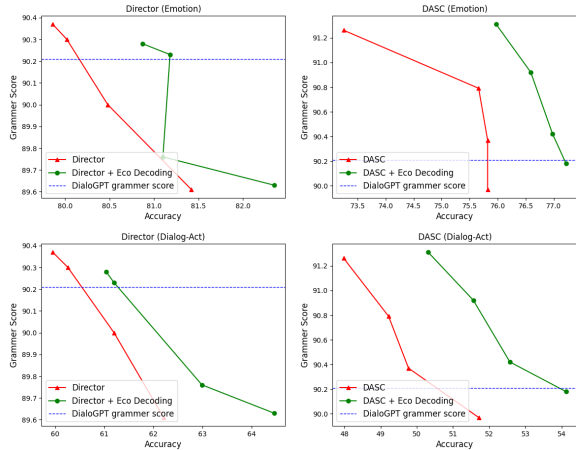 Director (Emotion)
Grammer Score
90.4
90.3
90.2
90.1
90.0
89.9
89.8
89.7
89.6
Director
Director + Eco Decoding
DialoGPT grammer score
80.0 80.5 81.0 81.5 82.0
Accuracy
DASC (Emotion)
Grammer Score
91.2
91.0
90.8
90.6
90.4
90.2
90.0
DASC
DASC + Eco Decoding
DialoGPT grammer score
73.5 74.0 74.5 75.0 75.5 76.0 76.5 77.0
Accuracy
Director (Dialog-Act)
Grammer Score
90.4
90.3
90.2
90.1
90.0
89.9
89.8
89.7
89.6
Director
Director + Eco Decoding
DialoGPT grammer score
60 61 62 63 64
Accuracy
DASC (Dialog-Act)
Grammer Score
91.2
91.0
90.8
90.6
90.4
90.2
90.0
DASC
DASC + Eco Decoding
DialoGPT grammer score
48 49 50 51 52 53 54
Accuracy